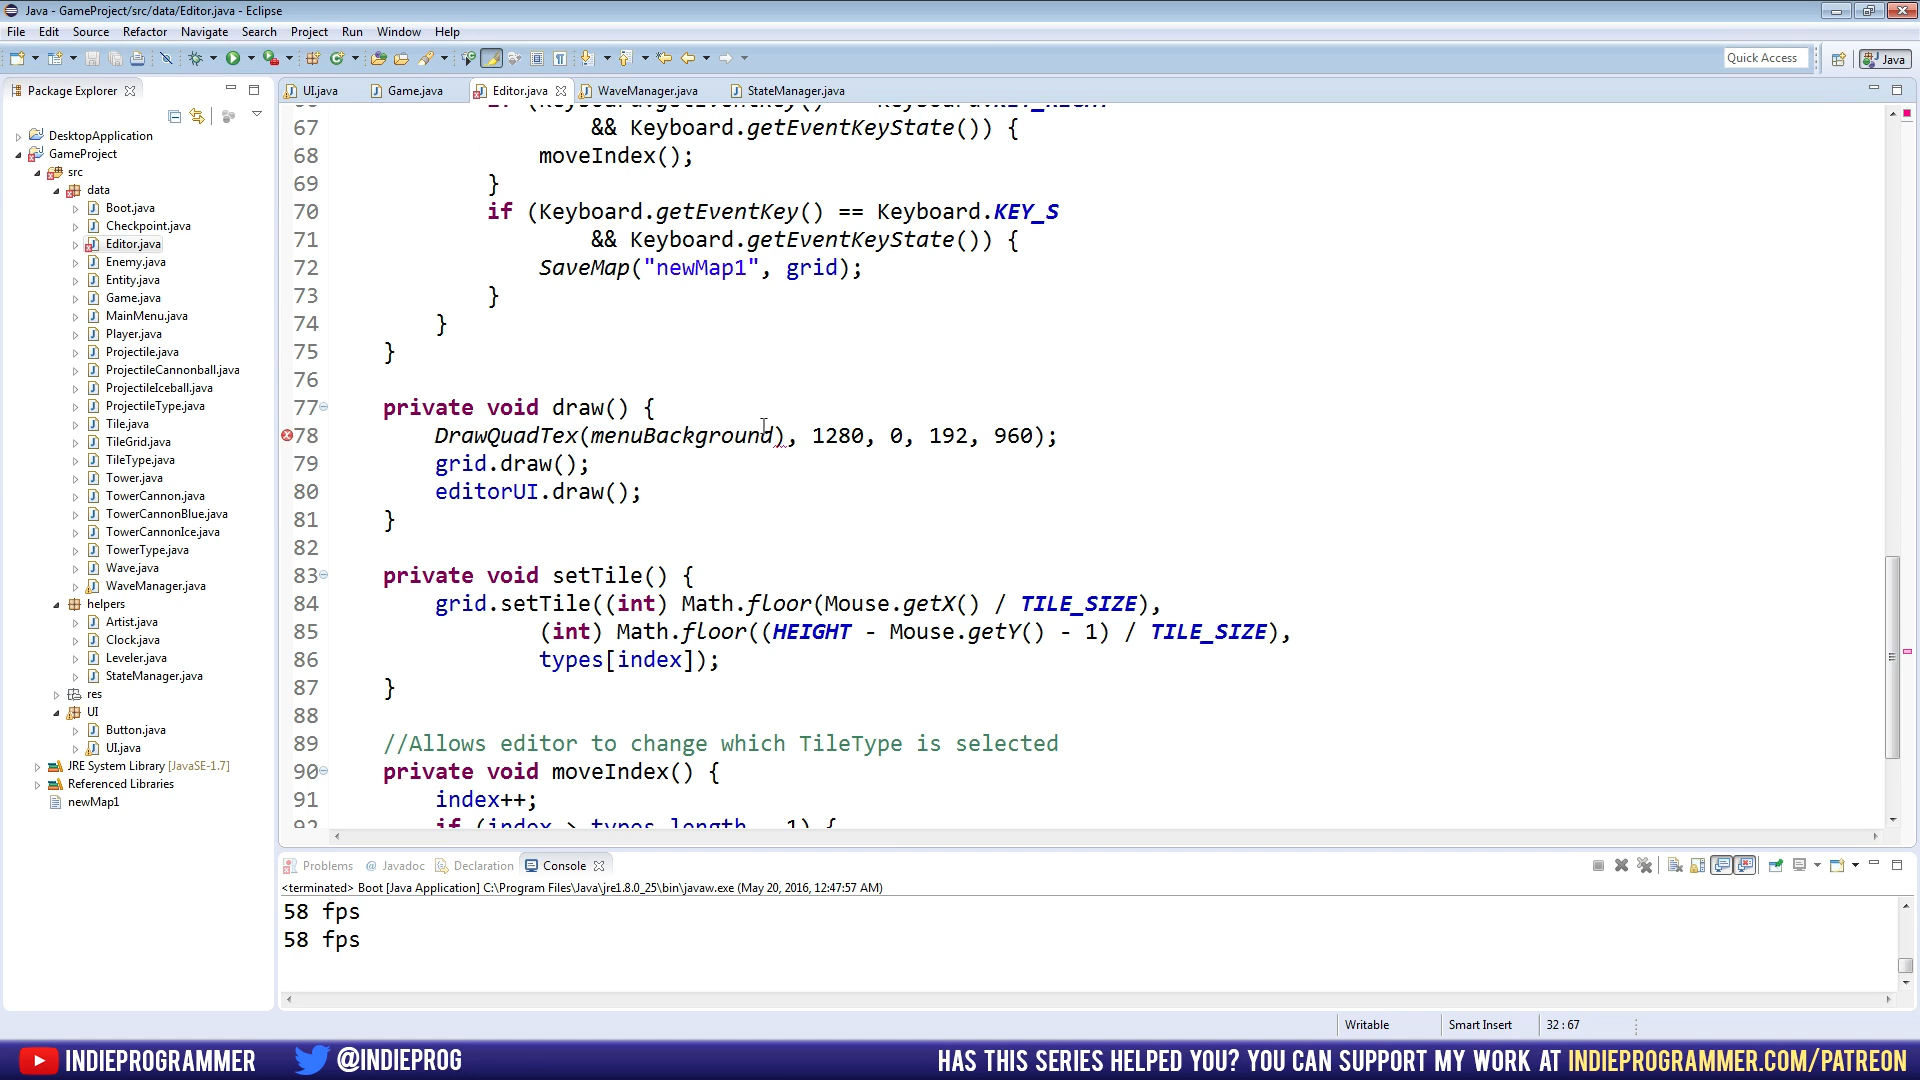 Java - GameProject/src/data/Editor.java - Eclipse
File Edit Source Refactor Navigate Search Project Run Window Help
Quick Access Java
Package Explorer
UI.java Game.java Editor.java WaveManager.java StateManager.java
DesktopApplication
GameProject
src
data
Boot.java
Checkpoint.java
Editor.java
Enemy.java
Entity.java
Game.java
MainMenu.java
Player.java
Projectile.java
ProjectileCannonball.java
ProjectileIceball.java
ProjectileType.java
Tile.java
TileGrid.java
TileType.java
Tower.java
TowerCannon.java
TowerCannonBlue.java
TowerCannonIce.java
TowerType.java
Wave.java
WaveManager.java
helpers
Artist.java
Clock.java
Leveler.java
StateManager.java
res
UI
Button.java
UI.java
JRE System Library [JavaSE-1.7]
Referenced Libraries
newMap1
67 && Keyboard.getEventKeyState()) {
68 moveIndex();
69 }
70 if (Keyboard.getEventKey() == Keyboard.KEY_S
71 && Keyboard.getEventKeyState()) {
72 SaveMap("newMap1", grid);
73 }
74 }
75 }
76
77 private void draw() {
78 DrawQuadTex(menuBackground), 1280, 0, 192, 960);
79 grid.draw();
80 editorUI.draw();
81 }
82
83 private void setTile() {
84 grid.setTile((int) Math.floor(Mouse.getX() / TILE_SIZE),
85 (int) Math.floor((HEIGHT - Mouse.getY() - 1) / TILE_SIZE),
86 types[index]);
87 }
88
89 //Allows editor to change which TileType is selected
90 private void moveIndex() {
91 index++;
92 if (index > types.length - 1) {
Problems Javadoc Declaration Console
<terminated> Boot [Java Application] C:\Program Files\Java\jre1.8.0_25\bin\javaw.exe (May 20, 2016, 12:47:57 AM)
58 fps
58 fps
Writable Smart Insert 32 : 67
INDIEPROGRAMMER @INDIEPROG HAS THIS SERIES HELPED YOU? YOU CAN SUPPORT MY WORK AT INDIEPROGRAMMER.COM/PATREON